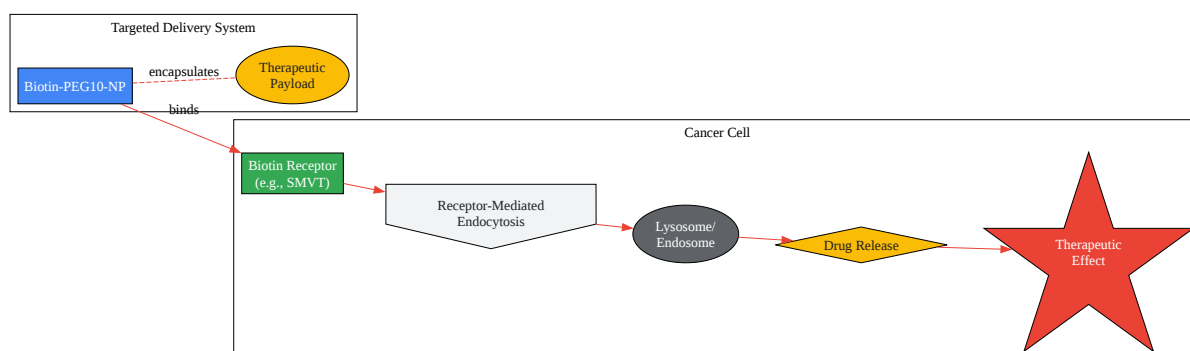 Targeted Delivery System
Biotin-PEG10-NP
encapsulates
Therapeutic
Payload
binds
Cancer Cell
Biotin Receptor
(e.g., SMVT)
Receptor-Mediated
Endocytosis
Lysosome/
Endosome
Drug Release
Therapeutic
Effect